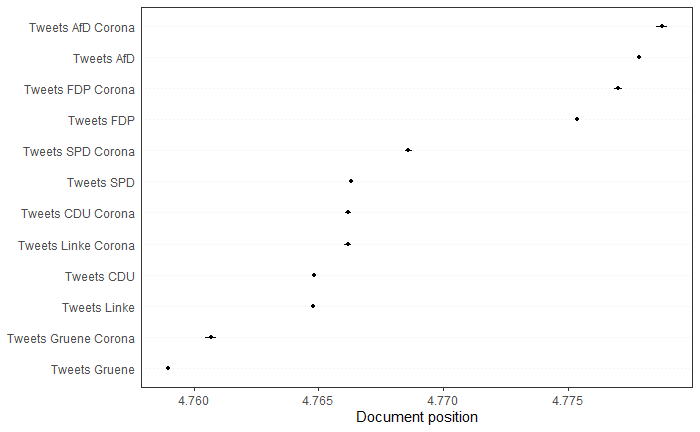 Tweets AfD Corona
Tweets AfD
Tweets FDP Corona
Tweets FDP
Tweets SPD Corona
Tweets SPD
Tweets CDU Corona
Tweets Linke Corona
Tweets CDU
Tweets Linke
Tweets Gruene Corona
Tweets Gruene
4.760 4.765 4.770 4.775
Document position